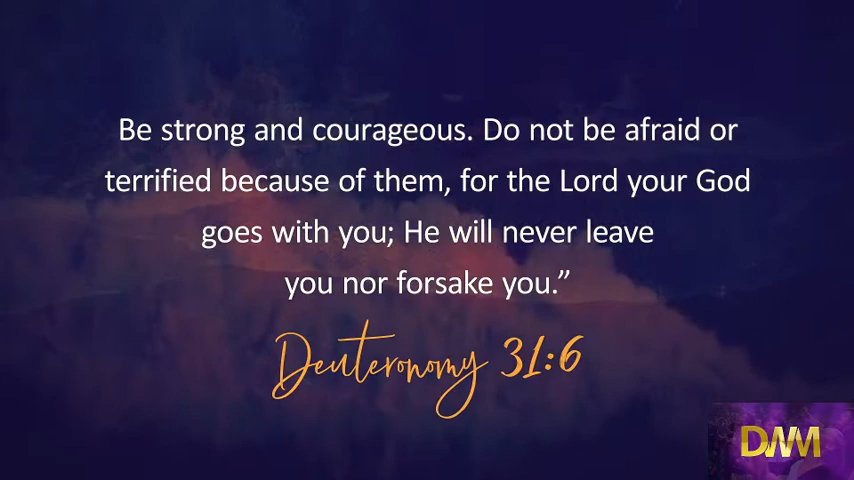 Be strong and courageous. Do not be afraid or
terrified because of them, for the Lord your God
goes with you; He will never leave
you nor forsake you.”
Deuteronomy 31:6
DWM